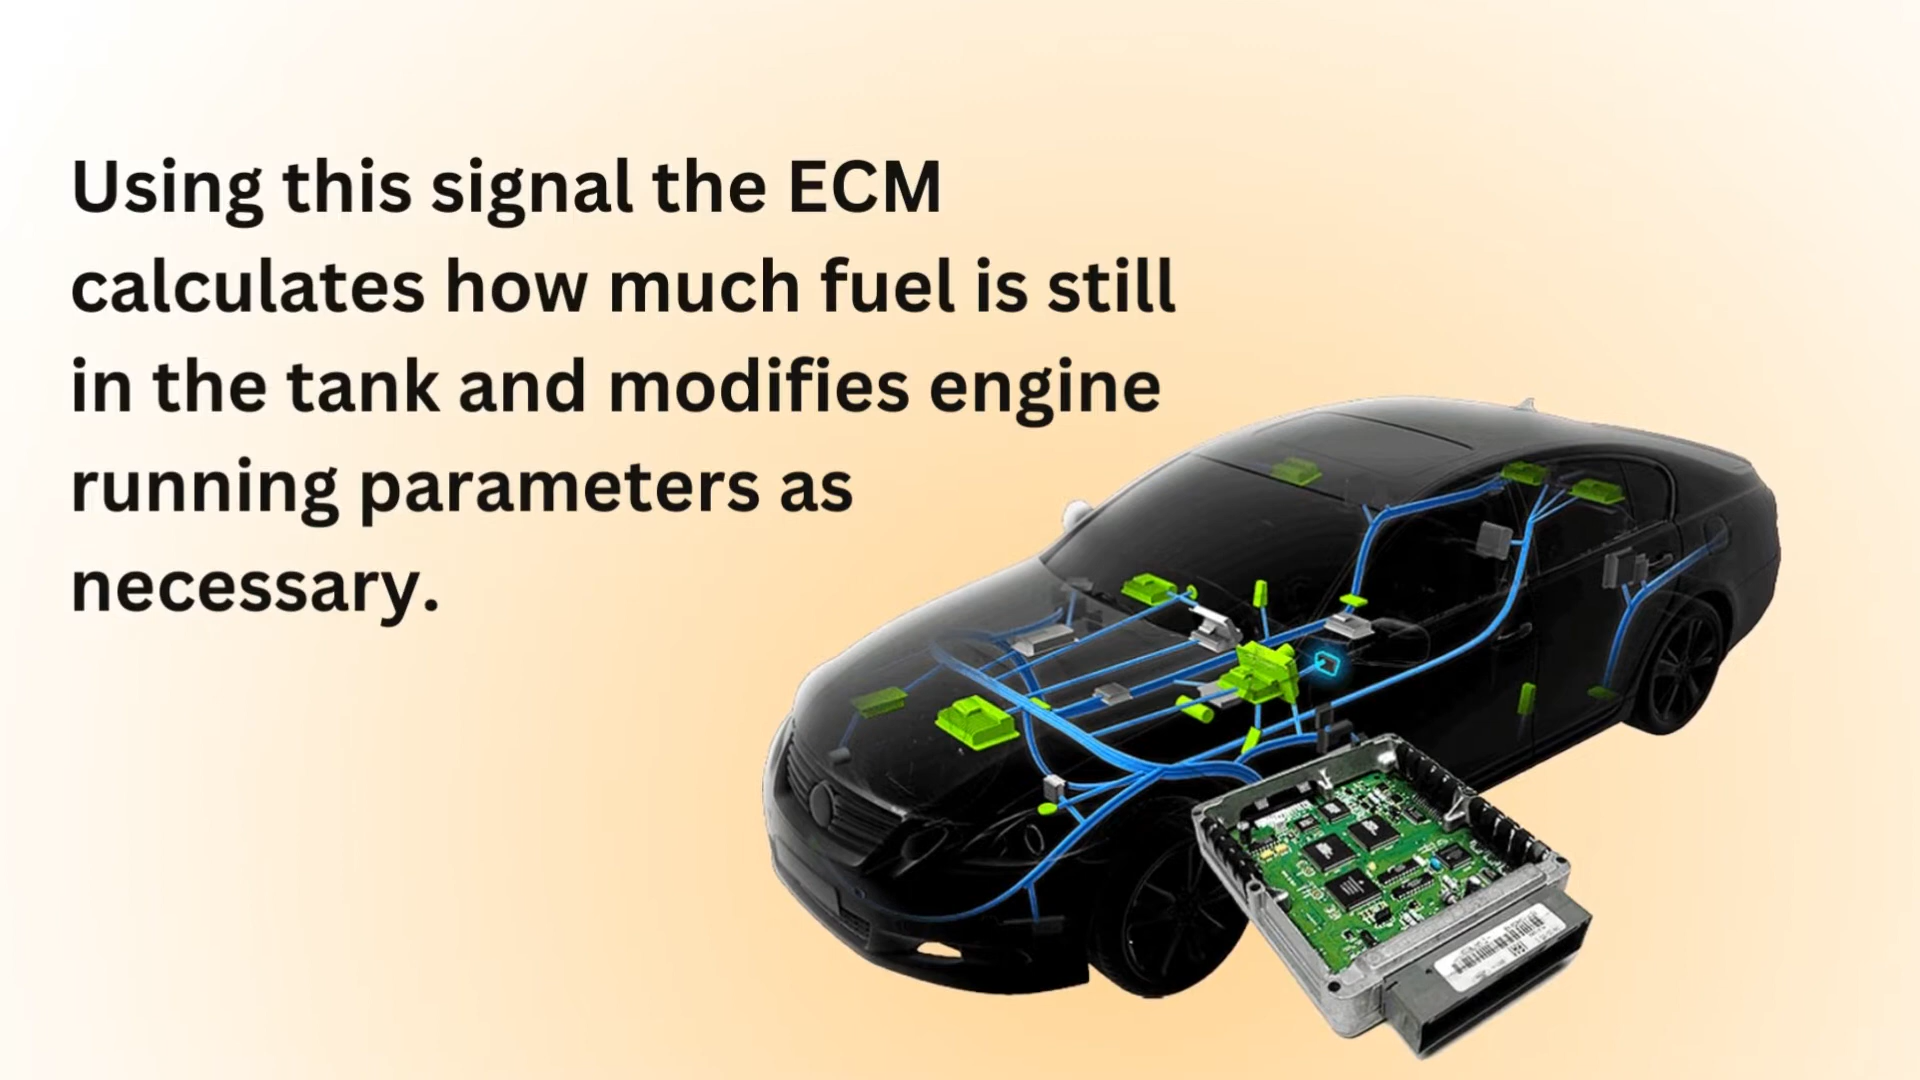 Using this signal the ECM
calculates how much fuel is still
in the tank and modifies engine
running parameters as
necessary.